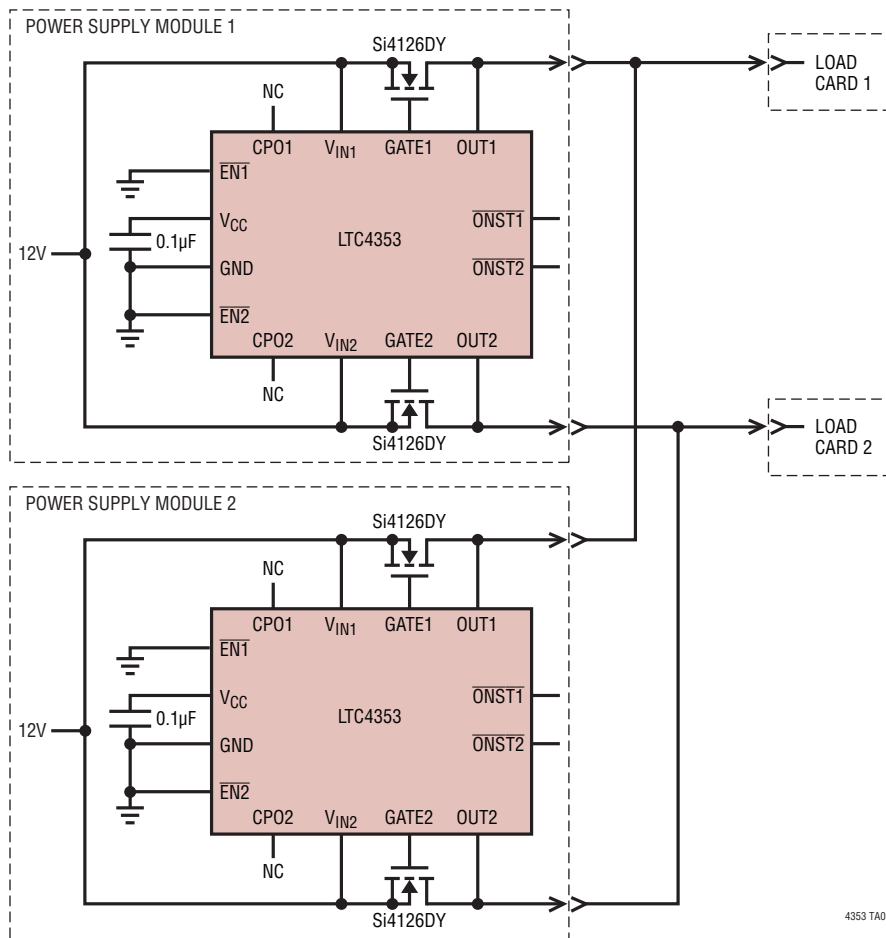 POWER SUPPLY MODULE 1
Si4126DY
LOAD
CARD 1
NC
CPO1 VIN1 GATE1 OUT1
EN1
VCC
ONST1
0.1µF
LTC4353
12V
GND
ONST2
EN2
CPO2 VIN2 GATE2 OUT2
NC
LOAD
CARD 2
Si4126DY
POWER SUPPLY MODULE 2
Si4126DY
NC
CPO1 VIN1 GATE1 OUT1
EN1
VCC
ONST1
0.1µF
LTC4353
12V
GND
ONST2
EN2
CPO2 VIN2 GATE2 OUT2
NC
Si4126DY
4353 TA0